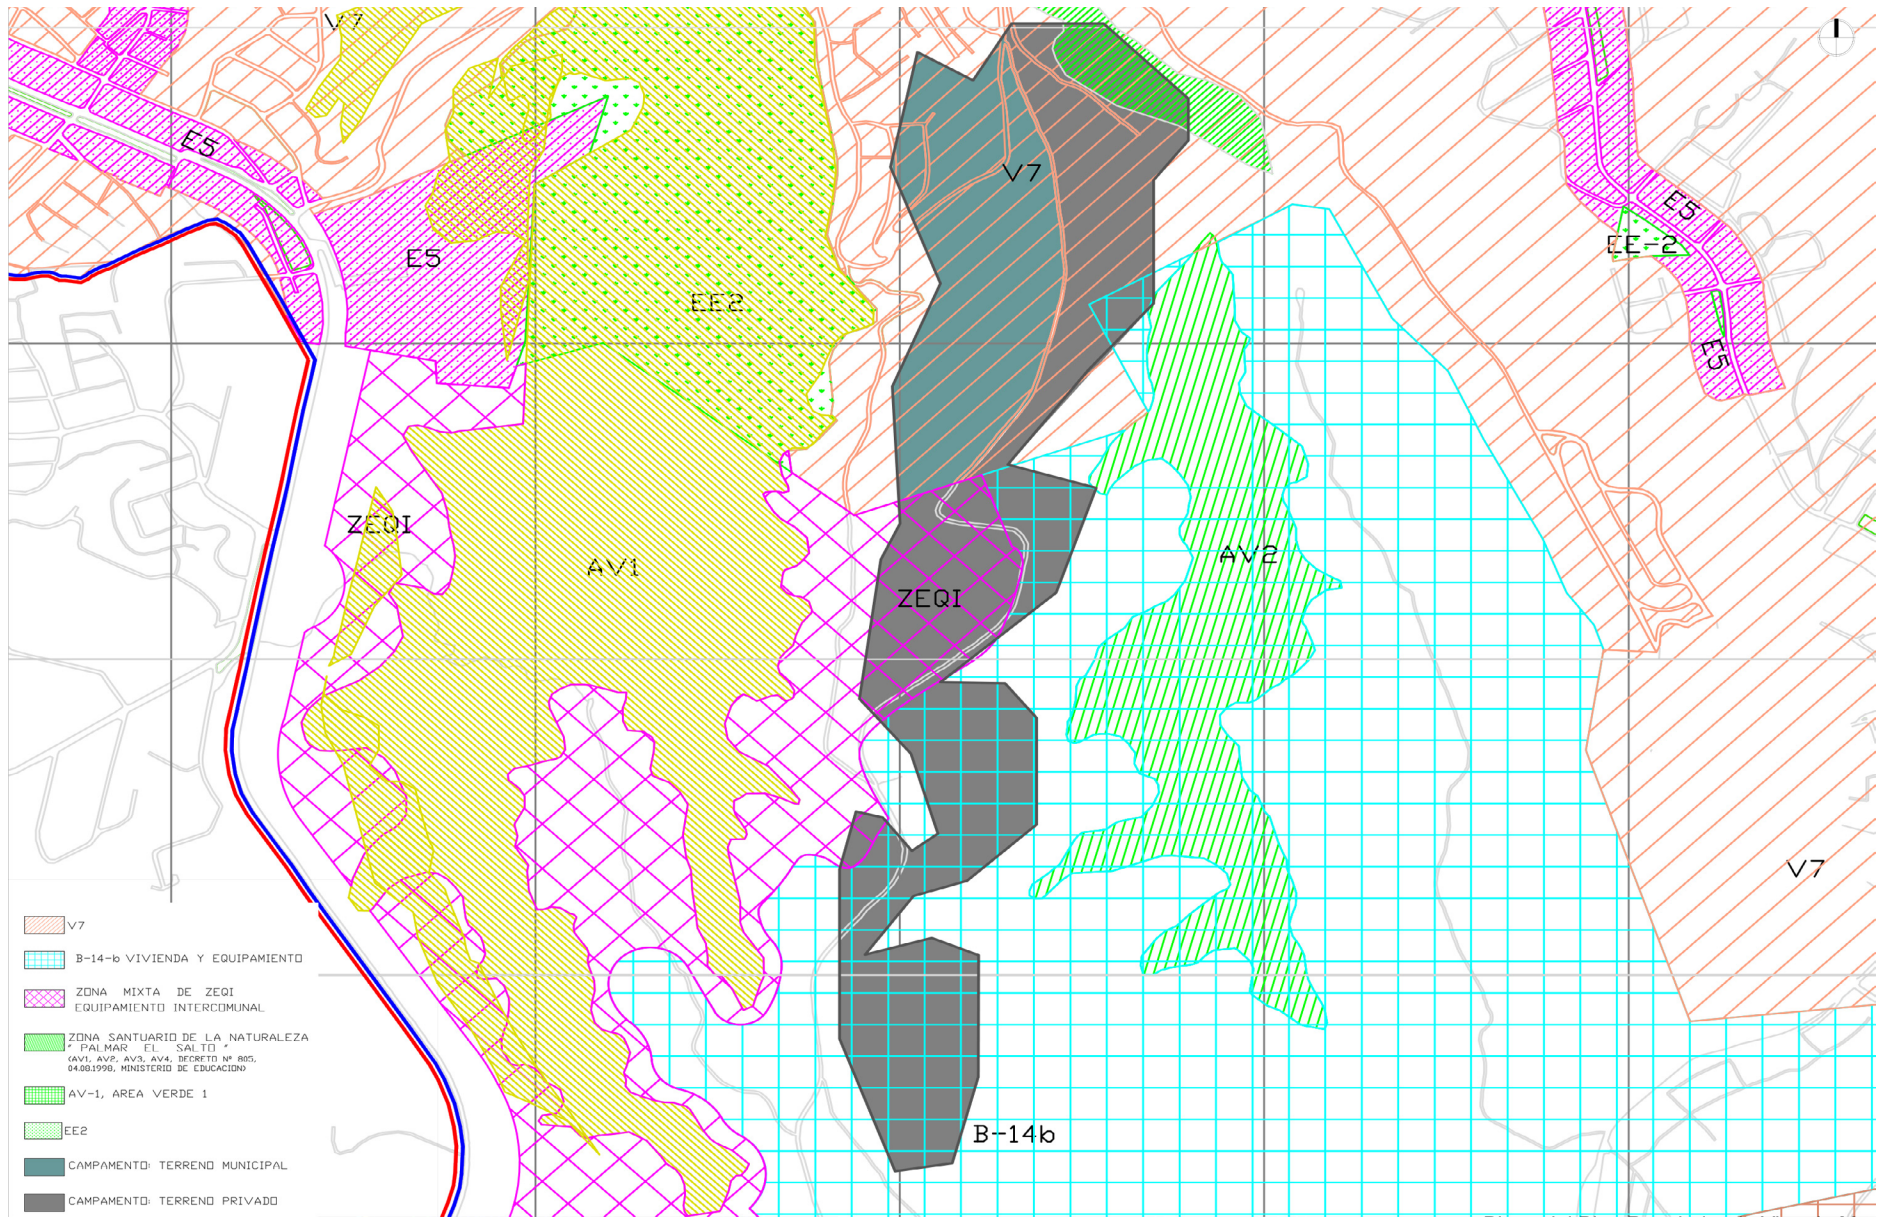 V7
E5
V7
E5
E5
EE-2
EE2
E5
ZEQI
AV1
AV2
ZEQI
V7
B-14b
V7
B-14-b VIVIENDA Y EQUIPAMIENTO
ZONA MIXTA DE ZEQI
EQUIPAMIENTO INTERCOMUNAL
ZONA SANTUARIO DE LA NATURALEZA
" PALMAR EL SALTO "
(AV1, AV2, AV3, AV4, DECRETO Nº 805,
04.08.1998, MINISTERIO DE EDUCACION)
AV-1, AREA VERDE 1
EE2
CAMPAMENTO: TERRENO MUNICIPAL
CAMPAMENTO: TERRENO PRIVADO